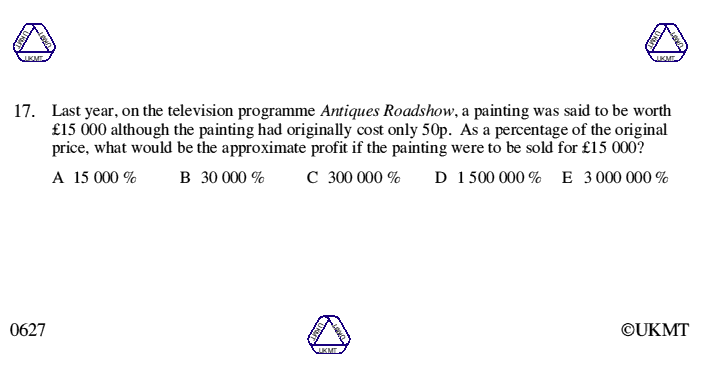 UKMT UKMT UKMT
UKMT UKMT UKMT
17. Last year, on the television programme Antiques Roadshow, a painting was said to be worth
£15 000 although the painting had originally cost only 50p. As a percentage of the original
price, what would be the approximate profit if the painting were to be sold for £15 000?
A 15 000 % B 30 000 % C 300 000 % D 1 500 000 % E 3 000 000 %
0627
UKMT UKMT UKMT
©UKMT